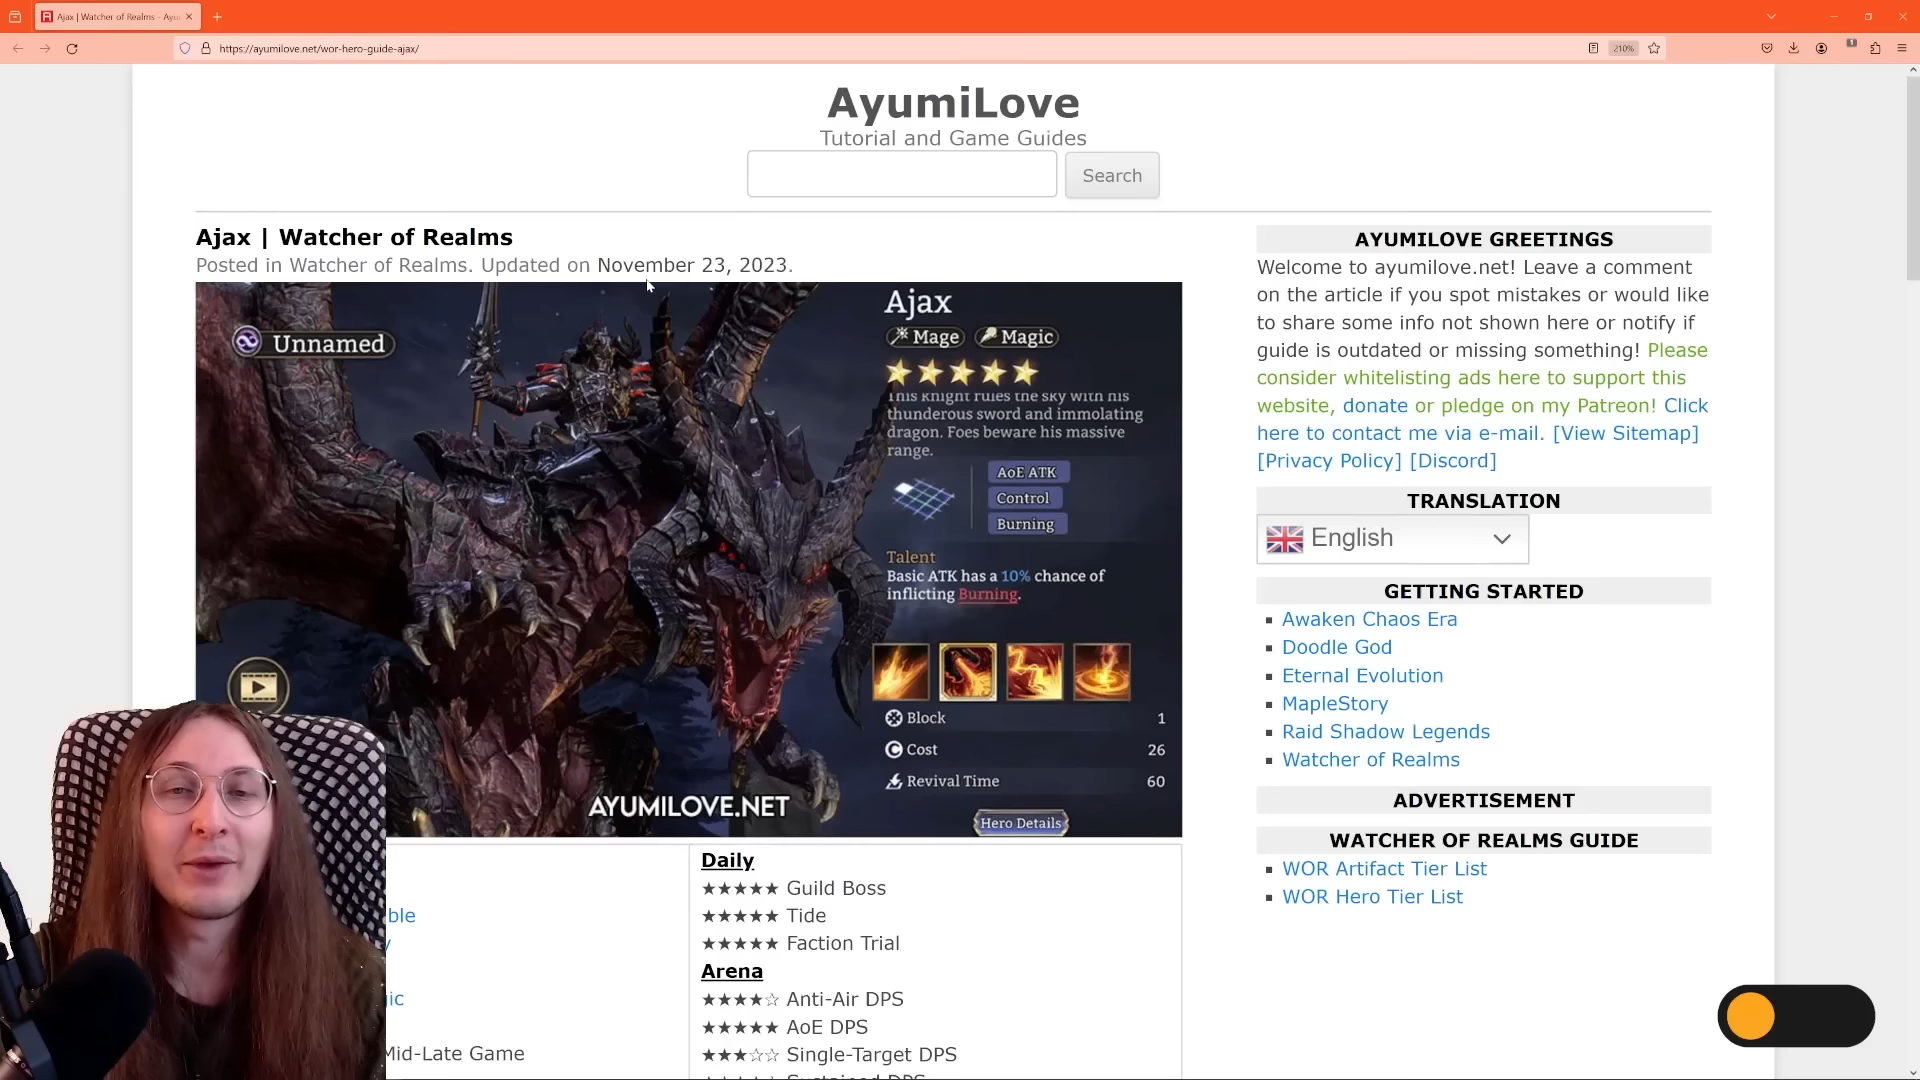 Ajax | Watcher of Realms - Ayu
https://ayumilove.net/wor-hero-guide-ajax/
210%
1
AyumiLove
Tutorial and Game Guides
Search
Ajax | Watcher of Realms
Posted in Watcher of Realms. Updated on November 23, 2023.
Unnamed
Ajax
Mage
Magic
This knight rules the sky with his
thunderous sword and immolating
dragon. Foes beware his massive
range.
AoE ATK
Control
Burning
Talent
Basic ATK has a 10% chance of
inflicting Burning.
Block 1
Cost 26
Revival Time 60
Hero Details
AYUMILOVE.NET
ble
ic
Mid-Late Game
Daily
★★★★★ Guild Boss
★★★★★ Tide
★★★★★ Faction Trial
Arena
★★★★☆ Anti-Air DPS
★★★★★ AoE DPS
★★★☆☆ Single-Target DPS
Sustained DPS
AYUMILOVE GREETINGS
Welcome to ayumilove.net! Leave a comment
on the article if you spot mistakes or would like
to share some info not shown here or notify if
guide is outdated or missing something! Please
consider whitelisting ads here to support this
website, donate or pledge on my Patreon! Click
here to contact me via e-mail. [View Sitemap]
[Privacy Policy] [Discord]
TRANSLATION
English
GETTING STARTED
Awaken Chaos Era
Doodle God
Eternal Evolution
MapleStory
Raid Shadow Legends
Watcher of Realms
ADVERTISEMENT
WATCHER OF REALMS GUIDE
WOR Artifact Tier List
WOR Hero Tier List